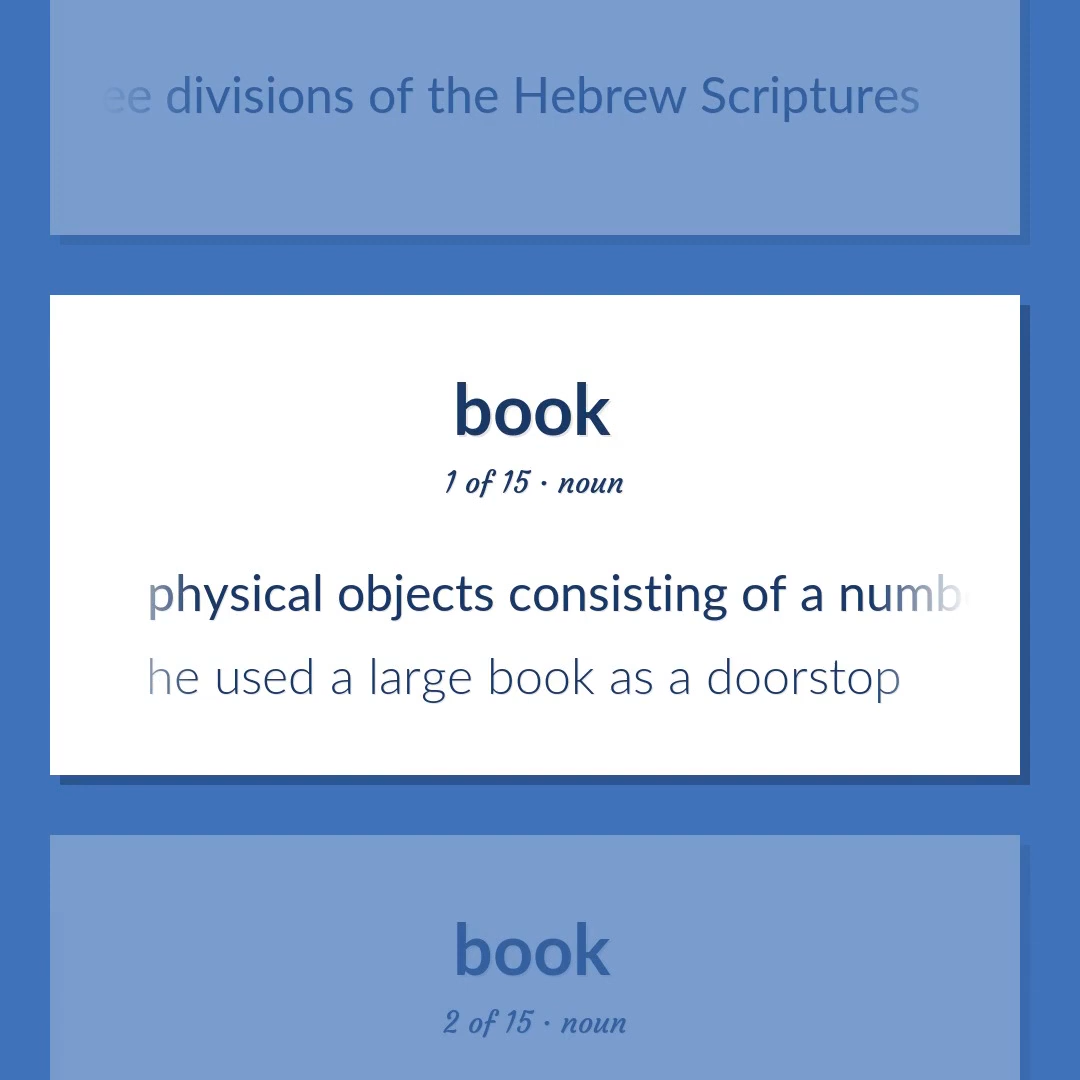 divisions of the Hebrew Scriptures
book
1 of 15 · noun
physical objects consisting of a
he used a large book as a doorstop
book
2 of 15 · noun